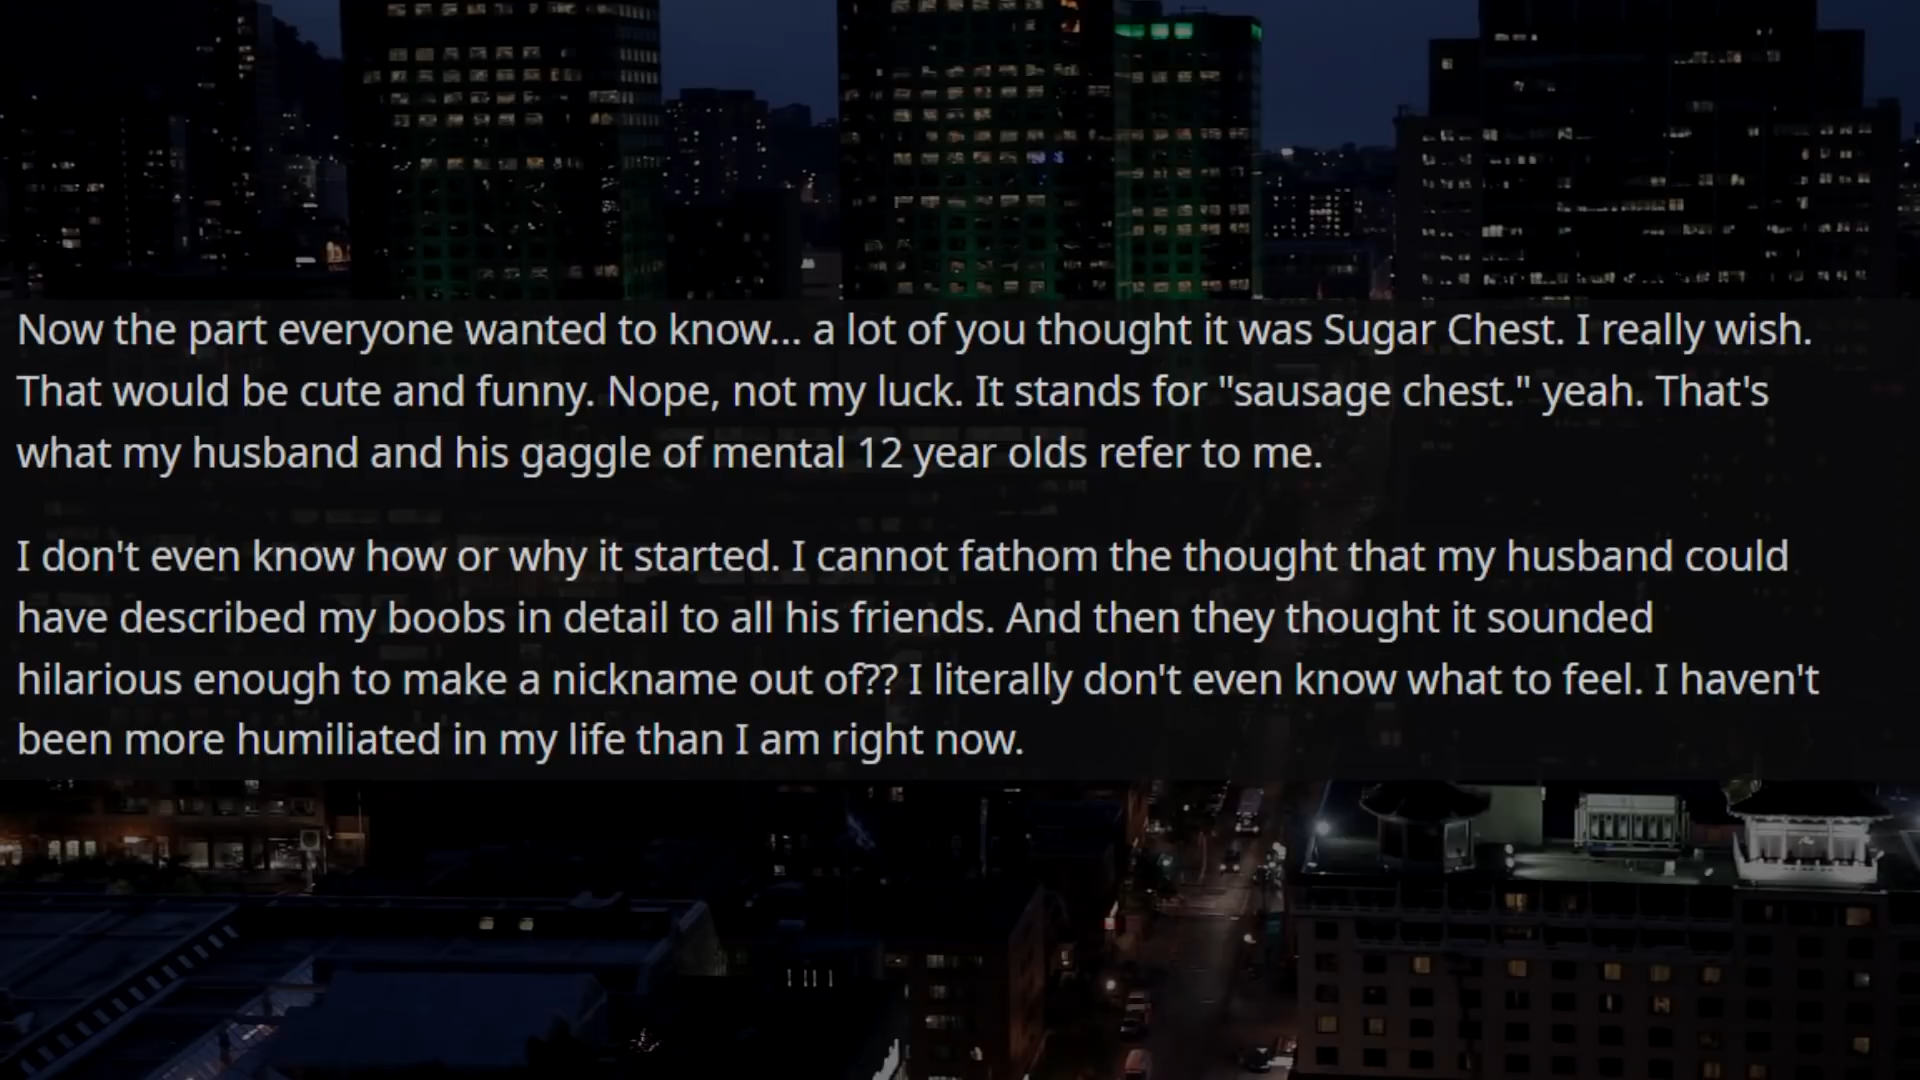 Now the part everyone wanted to know... a lot of you thought it was Sugar Chest. I really wish.
That would be cute and funny. Nope, not my luck. It stands for "sausage chest." yeah. That's
what my husband and his gaggle of mental 12 year olds refer to me.
I don't even know how or why it started. I cannot fathom the thought that my husband could
have described my boobs in detail to all his friends. And then they thought it sounded
hilarious enough to make a nickname out of?? I literally don't even know what to feel. I haven't
been more humiliated in my life than I am right now.